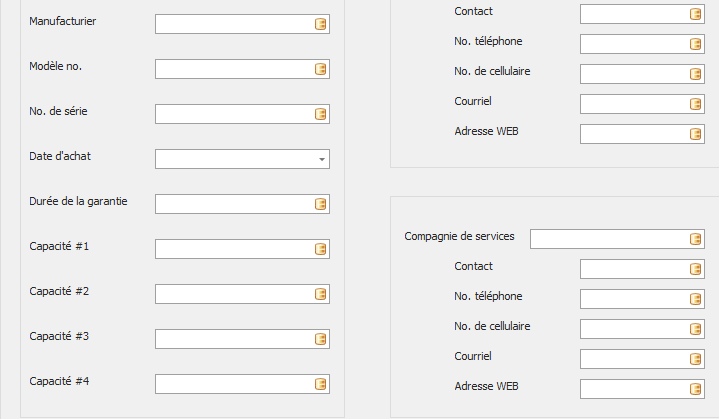 Manufacturier
Modèle no.
No. de série
Date d'achat
Durée de la garantie
Capacité #1
Capacité #2
Capacité #3
Capacité #4
Contact
No. téléphone
No. de cellulaire
Courriel
Adresse WEB
Compagnie de services
Contact
No. téléphone
No. de cellulaire
Courriel
Adresse WEB